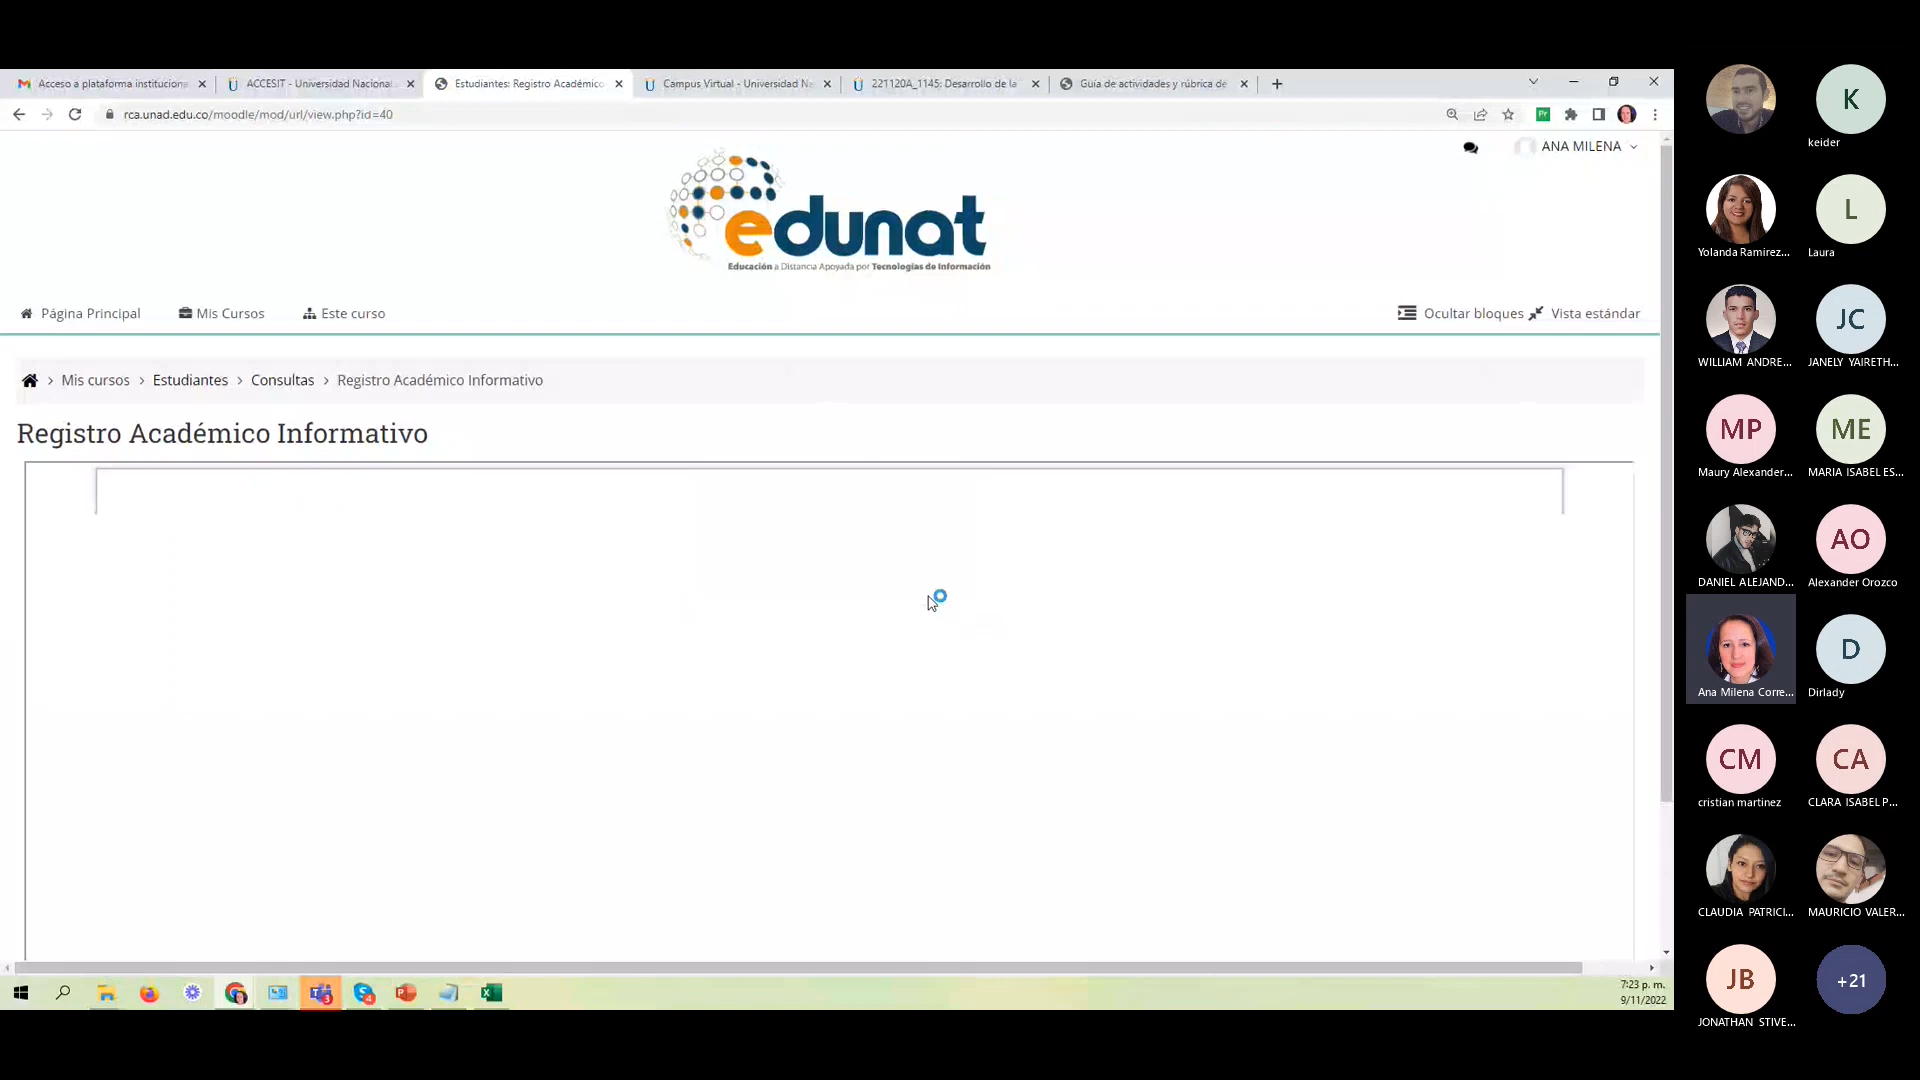 Acceso a plataforma instituciona
ACCESIT - Universidad Nacional
Estudiantes: Registro Académico
Campus Virtual - Universidad Na
221120A_1145: Desarrollo de la
Guía de actividades y rúbrica de
rca.unad.edu.co/moodle/mod/url/view.php?id=40
ANA MILENA
edunat
Educación a Distancia Apoyada por Tecnologías de Información
Página Principal
Mis Cursos
Este curso
Ocultar bloques
Vista estándar
Mis cursos > Estudiantes > Consultas > Registro Académico Informativo
Registro Académico Informativo
7:23 p. m.
9/11/2022
K
keider
Yolanda Ramirez...
L
Laura
WILLIAM ANDRE...
JC
JANELY YAIRETH...
MP
Maury Alexander...
ME
MARIA ISABEL ES...
DANIEL ALEJAND...
AO
Alexander Orozco
Ana Milena Corre...
D
Dirlady
CM
cristian martinez
CA
CLARA ISABEL P...
CLAUDIA PATRICI...
MAURICIO VALER...
JB
JONATHAN STIVE...
+21